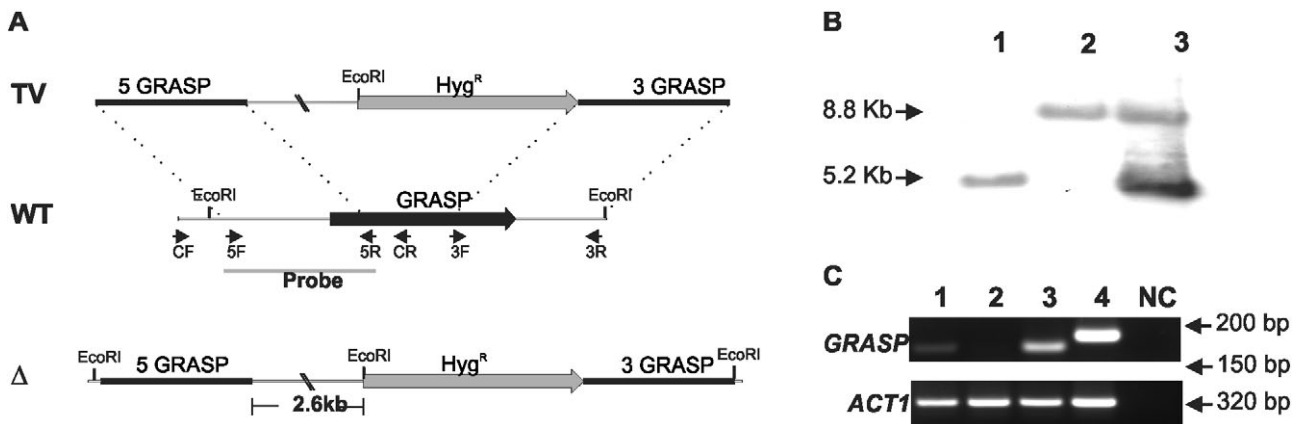 A
TV
5 GRASP
EcoRI
Hyg^R
3 GRASP
WT
EcoRI
GRASP
EcoRI
CF
5F
5R
CR
3F
3R
Probe
Δ
EcoRI
5 GRASP
EcoRI
Hyg^R
3 GRASP
EcoRI
2.6kb
B
1 2 3
8.8 Kb
5.2 Kb
C
1 2 3 4 NC
GRASP
200 bp
150 bp
ACT1
320 bp